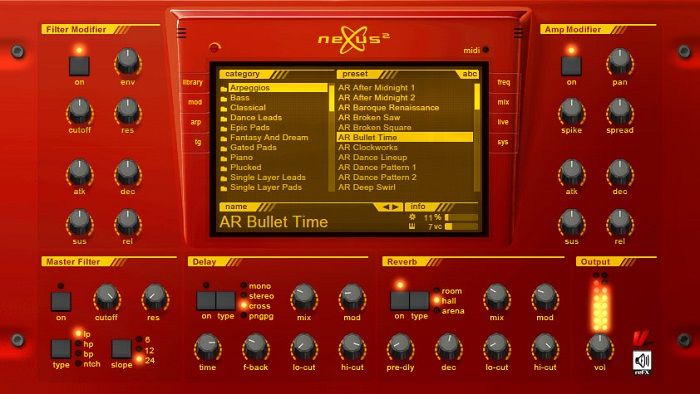 Filter Modifier
on
env
cutoff
res
atk
dec
sus
rel
nexus²
midi
library
mod
arp
tg
category
Arpeggios
Bass
Classical
Dance Leads
Epic Pads
Fantasy And Dream
Gated Pads
Piano
Plucked
Single Layer Leads
Single Layer Pads
preset
abc
AR After Midnight 1
AR After Midnight 2
AR Baroque Renaissance
AR Broken Saw
AR Broken Square
AR Bullet Time
AR Clockworks
AR Dance Lineup
AR Dance Pattern 1
AR Dance Pattern 2
AR Deep Swirl
name
info
AR Bullet Time
11 %
7 vc
freq
mix
live
sys
Amp Modifier
on
pan
spike
spread
atk
dec
sus
rel
Master Filter
on
cutoff
res
type
lp
hp
bp
ntch
slope
6
12
24
Delay
on
type
mono
stereo
cross
pngpg
mix
mod
time
f-back
lo-cut
hi-cut
Reverb
on
type
room
hall
arena
mix
mod
pre-dly
dec
lo-cut
hi-cut
Output
vol
reFX